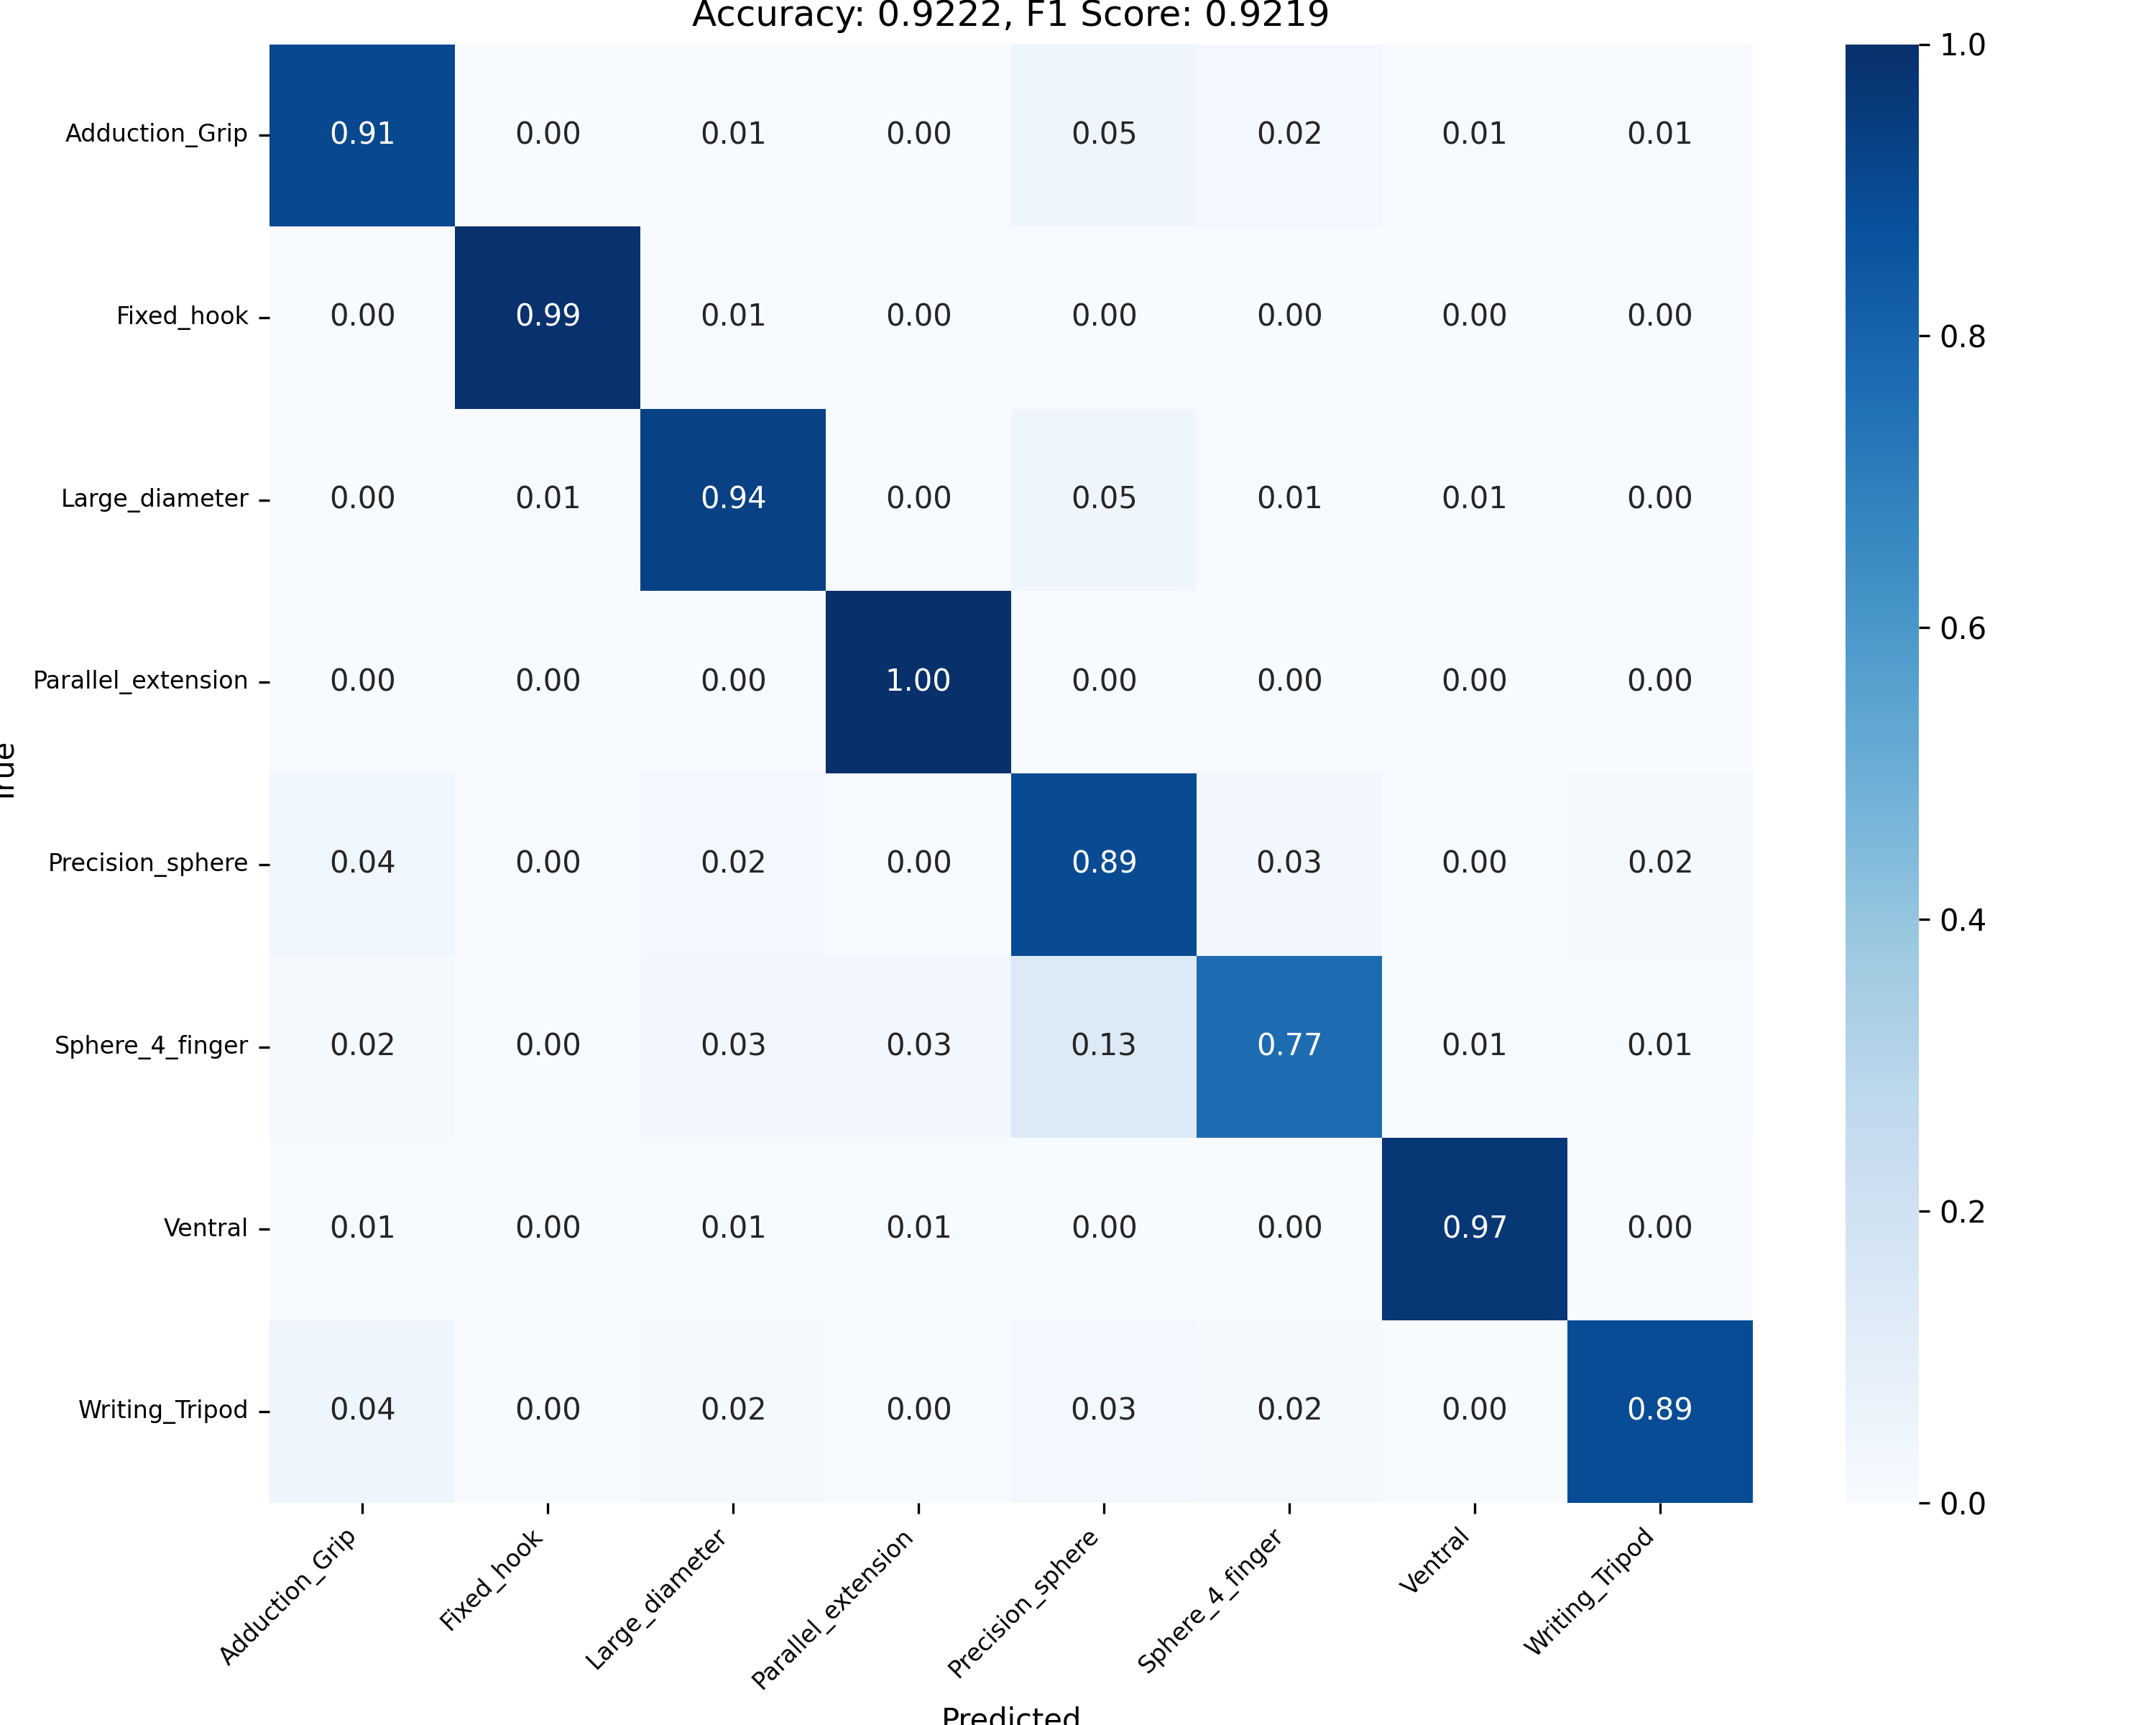 Accuracy: 0.9222, F1 Score: 0.9219
Adduction_Grip 0.91 0.00 0.01 0.00 0.05 0.02 0.01 0.01
Fixed_hook 0.00 0.99 0.01 0.00 0.00 0.00 0.00 0.00
Large_diameter 0.00 0.01 0.94 0.00 0.05 0.01 0.01 0.00
Parallel_extension 0.00 0.00 0.00 1.00 0.00 0.00 0.00 0.00
Precision_sphere 0.04 0.00 0.02 0.00 0.89 0.03 0.00 0.02
Sphere_4_finger 0.02 0.00 0.03 0.03 0.13 0.77 0.01 0.01
Ventral 0.01 0.00 0.01 0.01 0.00 0.00 0.97 0.00
Writing_Tripod 0.04 0.00 0.02 0.00 0.03 0.02 0.00 0.89
Adduction_Grip Fixed_hook Large_diameter Parallel_extension Precision_sphere Sphere_4_finger Ventral Writing_Tripod
Predicted
True
1.0
0.8
0.6
0.4
0.2
0.0